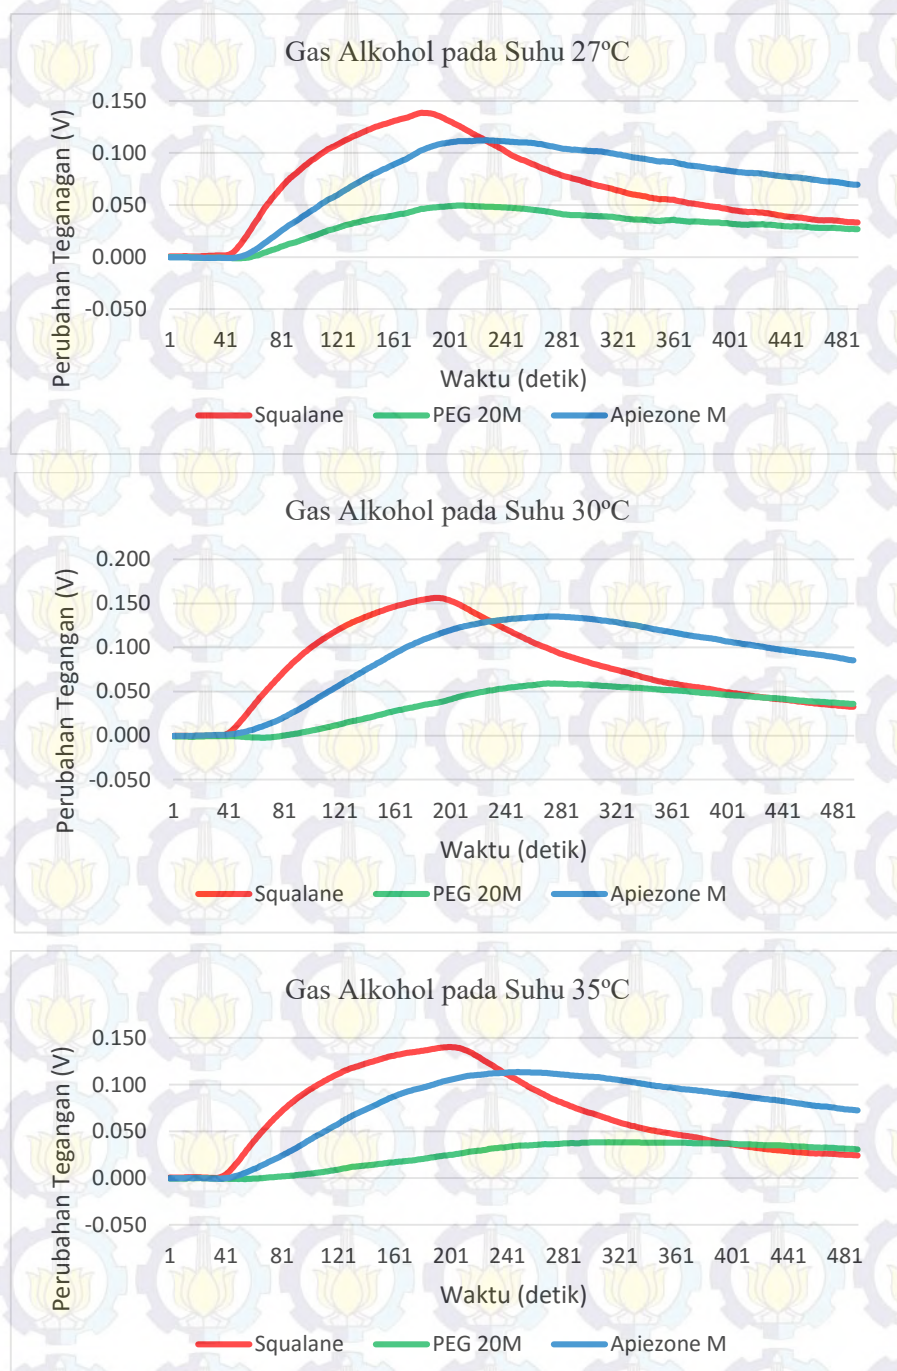 Gas Alkohol pada Suhu 27ºC
Perubahan Teganagan (V)
0.150
0.100
0.050
0.000
-0.050
1 41 81 121 161 201 241 281 321 361 401 441 481
Waktu (detik)
Squalane PEG 20M Apiezone M
Gas Alkohol pada Suhu 30ºC
Perubahan Tegangan (V)
0.200
0.150
0.100
0.050
0.000
-0.050
1 41 81 121 161 201 241 281 321 361 401 441 481
Waktu (detik)
Squalane PEG 20M Apiezone M
Gas Alkohol pada Suhu 35ºC
Perubahan Tegangan (V)
0.150
0.100
0.050
0.000
-0.050
1 41 81 121 161 201 241 281 321 361 401 441 481
Waktu (detik)
Squalane PEG 20M Apiezone M